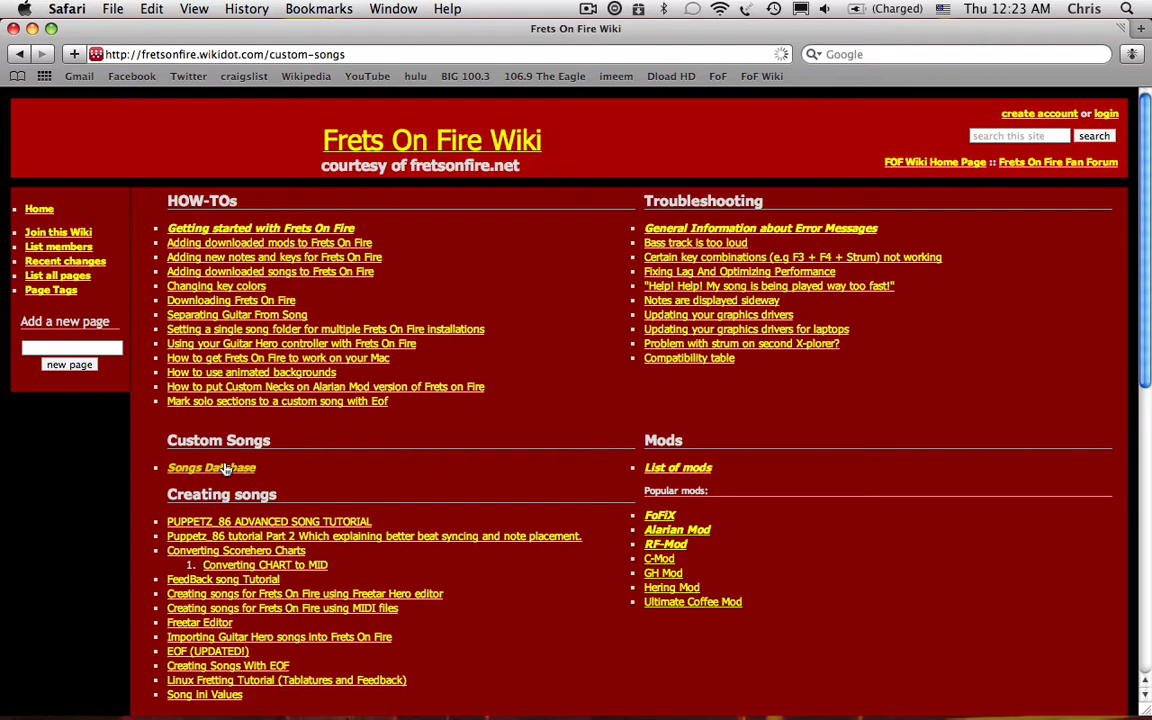 Safari File Edit View History Bookmarks Window Help (Charged) Thu 12:23 AM Chris
Frets On Fire Wiki
http://fretsonfire.wikidot.com/custom-songs
Google
Gmail Facebook Twitter craigslist Wikipedia YouTube hulu BIG 100.3 106.9 The Eagle imeem Dload HD FoF FoF Wiki
create account or login
Frets On Fire Wiki
courtesy of fretsonfire.net
search this site search
FOF Wiki Home Page :: Frets On Fire Fan Forum
Home
Join this Wiki
List members
Recent changes
List all pages
Page Tags
Add a new page
new page
HOW-TOs
Getting started with Frets On Fire
Adding downloaded mods to Frets On Fire
Adding new notes and keys for Frets On Fire
Adding downloaded songs to Frets On Fire
Changing key colors
Downloading Frets On Fire
Separating Guitar From Song
Setting a single song folder for multiple Frets On Fire installations
Using your Guitar Hero controller with Frets On Fire
How to get Frets On Fire to work on your Mac
How to use animated backgrounds
How to put Custom Necks on Alarian Mod version of Frets on Fire
Mark solo sections to a custom song with Eof
Troubleshooting
General Information about Error Messages
Bass track is too loud
Certain key combinations (e.g F3 + F4 + Strum) not working
Fixing Lag And Optimizing Performance
"Help! Help! My song is being played way too fast!"
Notes are displayed sideway
Updating your graphics drivers
Updating your graphics drivers for laptops
Problem with strum on second X-plorer?
Compatibility table
Custom Songs
Songs Database
Creating songs
PUPPETZ_86 ADVANCED SONG TUTORIAL
Puppetz_86 tutorial Part 2 Which explaining better beat syncing and note placement.
Converting Scorehero Charts
1. Converting CHART to MID
FeedBack song Tutorial
Creating songs for Frets On Fire using Freetar Hero editor
Creating songs for Frets On Fire using MIDI files
Freetar Editor
Importing Guitar Hero songs into Frets On Fire
EOF (UPDATED!)
Creating Songs With EOF
Linux Fretting Tutorial (Tablatures and Feedback)
Song ini Values
Mods
List of mods
Popular mods:
FoFiX
Alarian Mod
RF-Mod
C-Mod
GH Mod
Hering Mod
Ultimate Coffee Mod